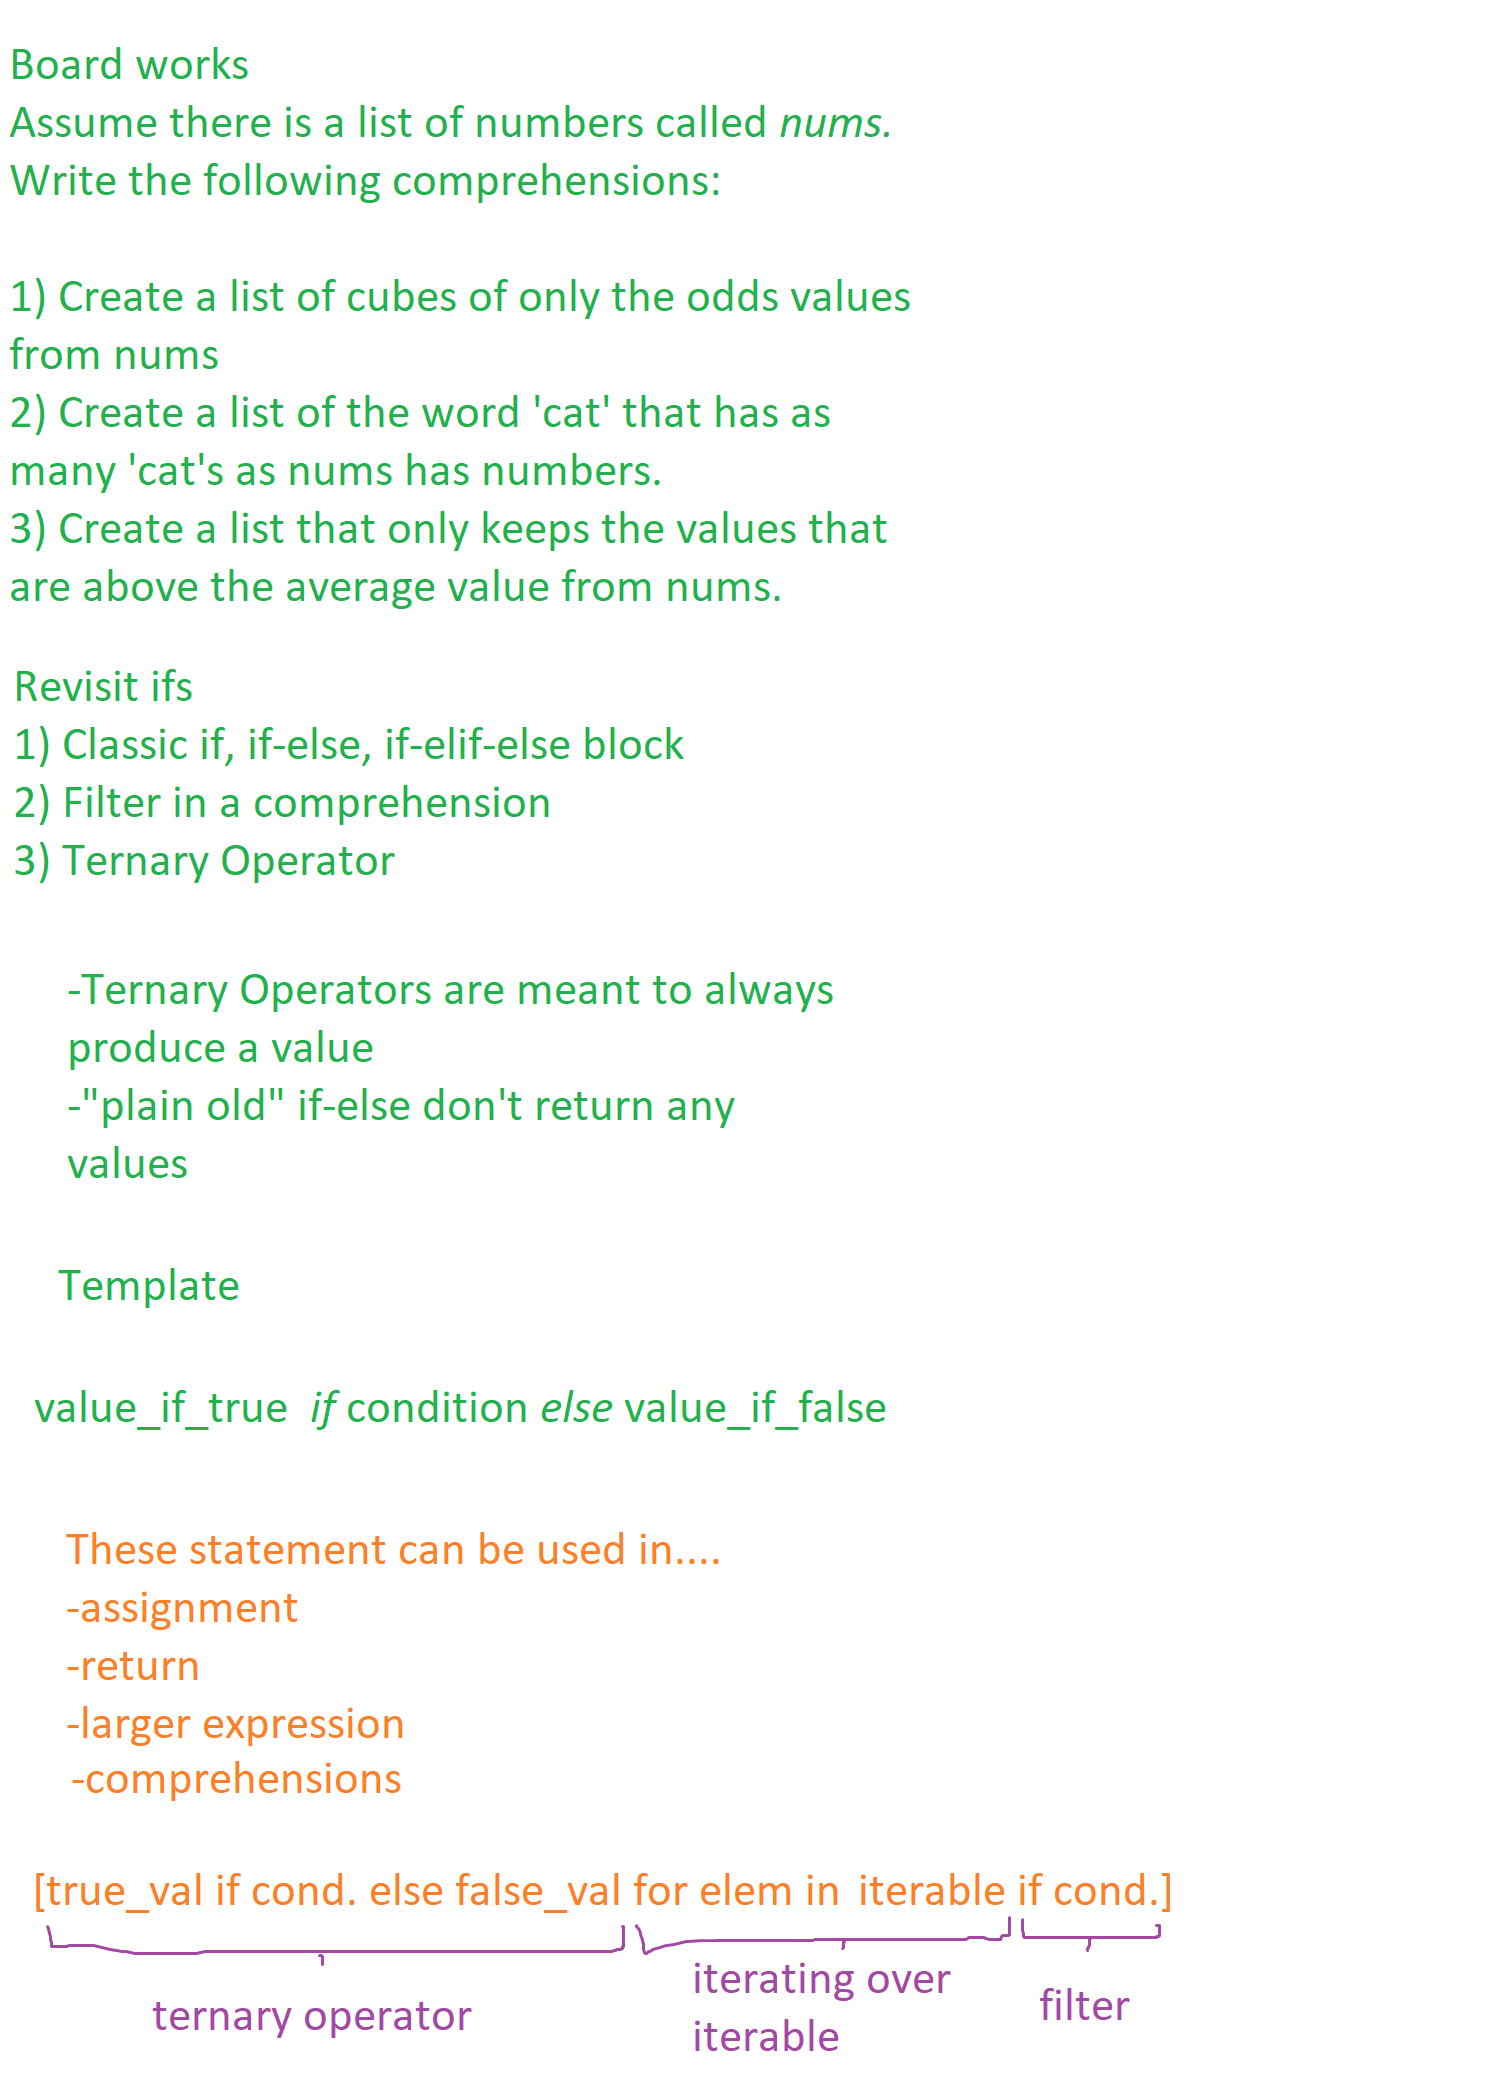 Board works
Assume there is a list of numbers called nums.
Write the following comprehensions:
1) Create a list of cubes of only the odds values
from nums
2) Create a list of the word 'cat' that has as
many 'cat's as nums has numbers.
3) Create a list that only keeps the values that
are above the average value from nums.
Revisit ifs
1) Classic if, if-else, if-elif-else block
2) Filter in a comprehension
3) Ternary Operator
-Ternary Operators are meant to always
produce a value
-"plain old" if-else don't return any
values
Template
value_if_true if condition else value_if_false
These statement can be used in....
-assignment
-return
-larger expression
-comprehensions
[true_val if cond. else false_val for elem in iterable if cond.]
ternary operator
iterating over
iterable
filter